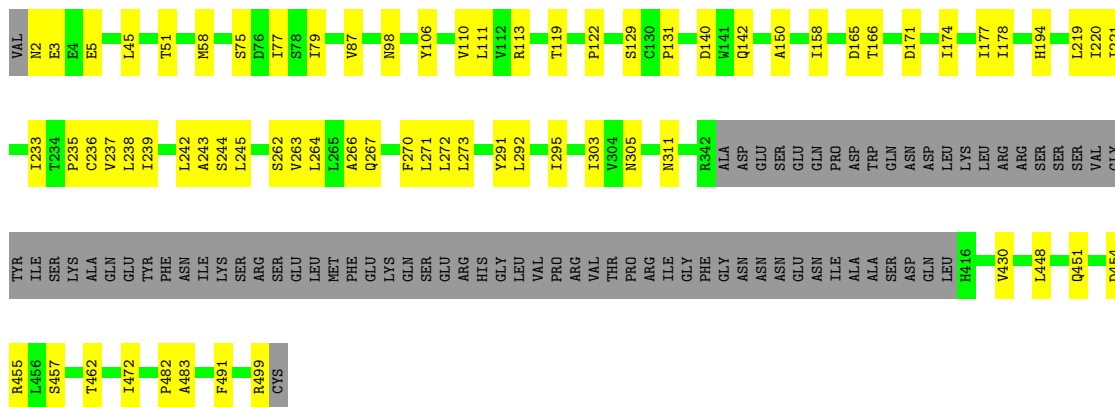 VAL N2 E3 E4 E5 L45 T51 M58 S75 D76 I77 S78 I79 V87 N98 Y106 V110 L111 V112 R113 T119 P122 S129 C130 P131 D140 W141 Q142 A150 I158 D165 T166 D171 I174 I177 I178 H194 L219 I220
I233 T234 P235 C236 V237 L238 I239 L242 A243 S244 L245 S262 V263 L264 L265 A266 Q267 F270 L271 L272 L273 Y291 L292 I295 I303 V304 N305 N311 R342 ALA ASP GLU SER GLU GLU GLN PRO ASP TRP GLN ASN ASP LEU LYS LEU ARG ARG SER SER SER VAL GLY
TYR ILE SER LYS ALA GLN GLU TYR PHE ASN ILE LYS SER ARG SER GLU LEU MET PHE GLU LYS GLN SER GLU ARG HIS GLY LEU VAL PRO ARG VAL THR PRO ARG ILE GLY PHE GLY ASN ASN ASN GLU ASN ILE ALA ALA SER ASP GLN LEU H416 V430 L448 Q451
R455 L456 S457 T462 I472 P482 A483 F491 R499 CYS